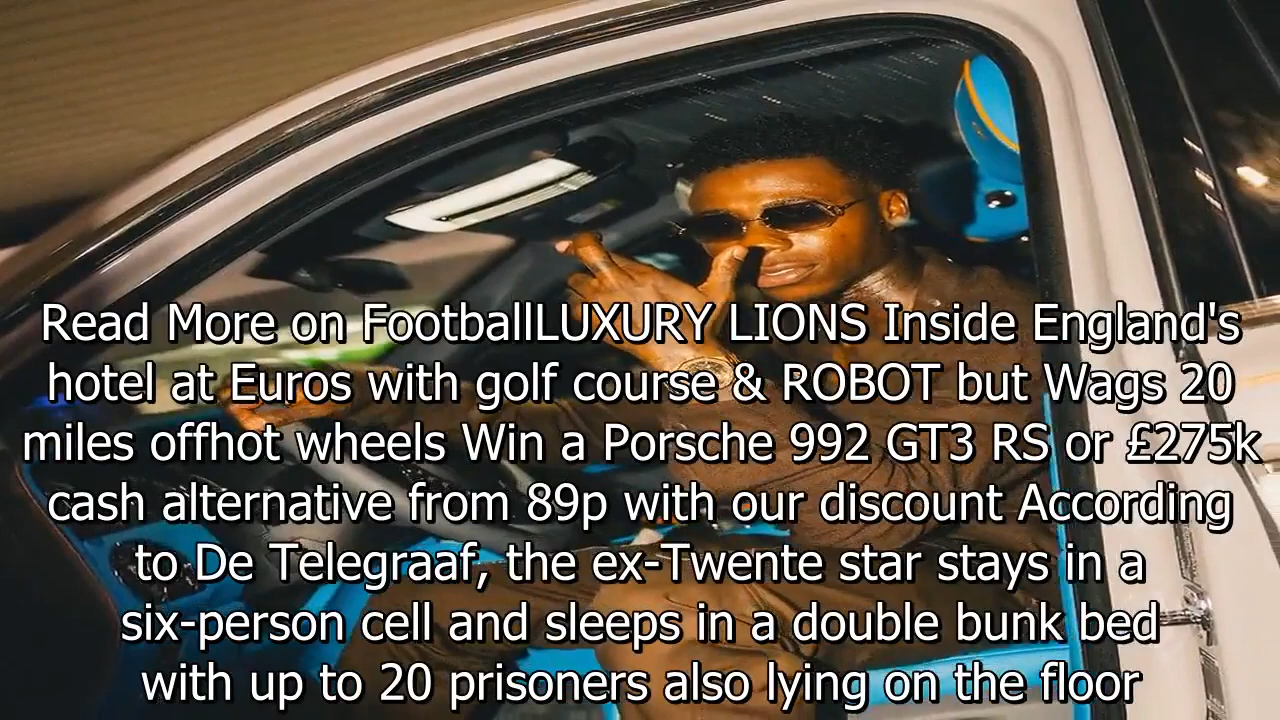 Read More on FootballLUXURY LIONS Inside England's
hotel at Euros with golf course & ROBOT but Wags 20
miles offhot wheels Win a Porsche 992 GT3 RS or £275k
cash alternative from 89p with our discount According
to De Telegraaf, the ex-Twente star stays in a
six-person cell and sleeps in a double bunk bed
with up to 20 prisoners also lying on the floor